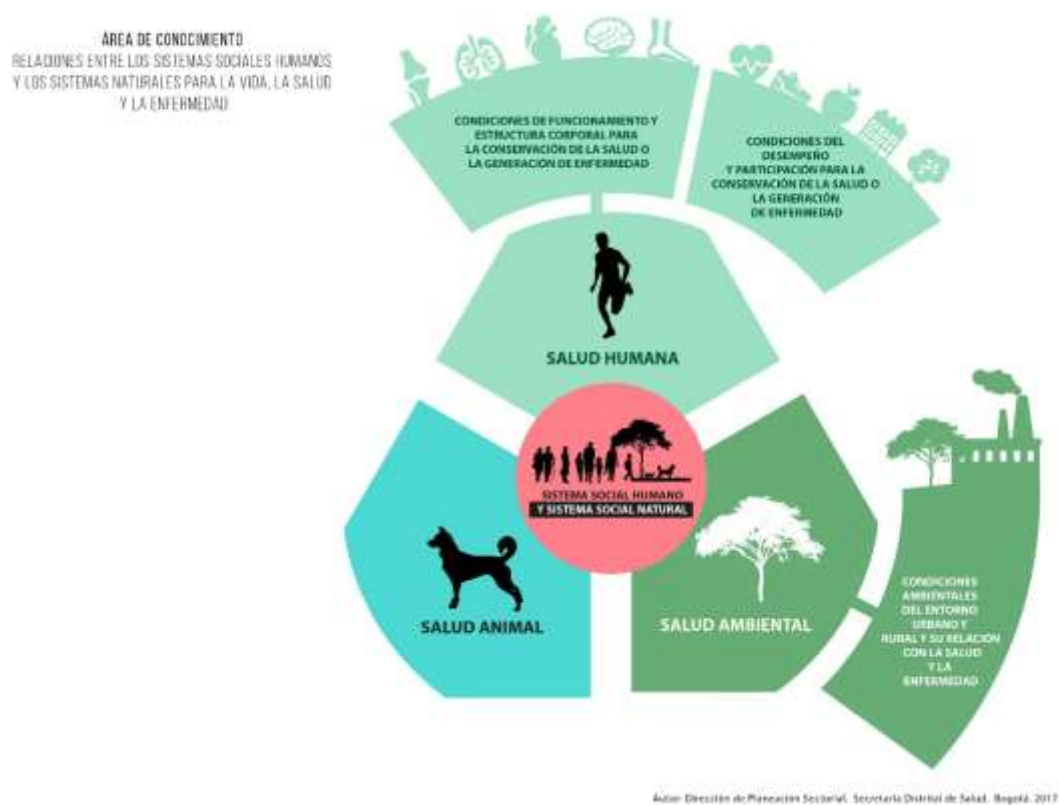 ÁREA DE CONOCIMIENTO
RELACIONES ENTRE LOS SISTEMAS SOCIALES HUMANOS
Y LOS SISTEMAS NATURALES PARA LA VIDA, LA SALUD
Y LA ENFERMEDAD
CONDICIONES DE FUNCIONAMIENTO Y
ESTRUCTURA CORPORAL PARA
LA CONSERVACIÓN DE LA SALUD O
LA GENERACIÓN DE ENFERMEDAD
CONDICIONES DEL
DESEMPEÑO
Y PARTICIPACIÓN PARA LA
CONSERVACIÓN DE LA SALUD O
LA GENERACIÓN
DE ENFERMEDAD
SALUD HUMANA
SISTEMA SOCIAL HUMANO
Y SISTEMA SOCIAL NATURAL
SALUD ANIMAL
SALUD AMBIENTAL
CONDICIONES
AMBIENTALES
DEL ENTORNO
URBANO Y
RURAL Y SU RELACIÓN
CON LA SALUD
Y LA
ENFERMEDAD
Autor: Dirección de Planeación Sectorial. Secretaría Distrital de Salud. Bogotá. 2017